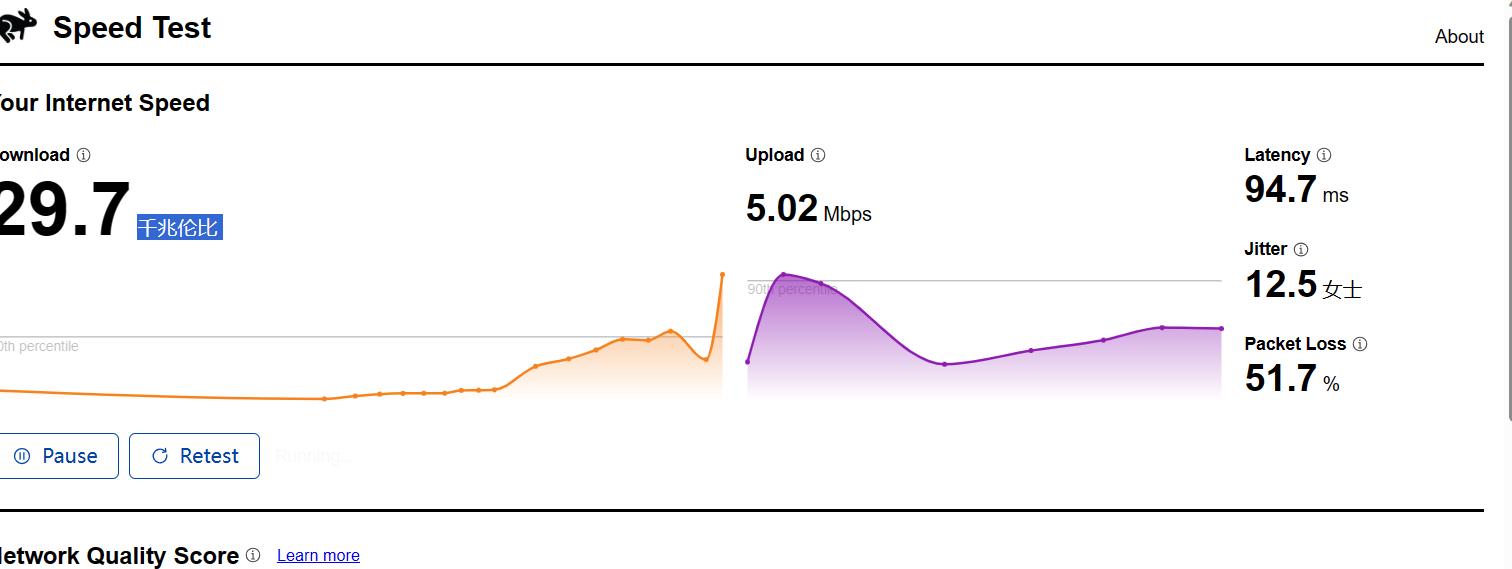 Speed Test
About
our Internet Speed
ownload
Upload
Latency
29.7 千兆伦比
5.02 Mbps
94.7 ms
Jitter
12.5 女士
90th percentile
0th percentile
Packet Loss
51.7 %
Pause
Retest
Running...
etwork Quality Score
Learn more